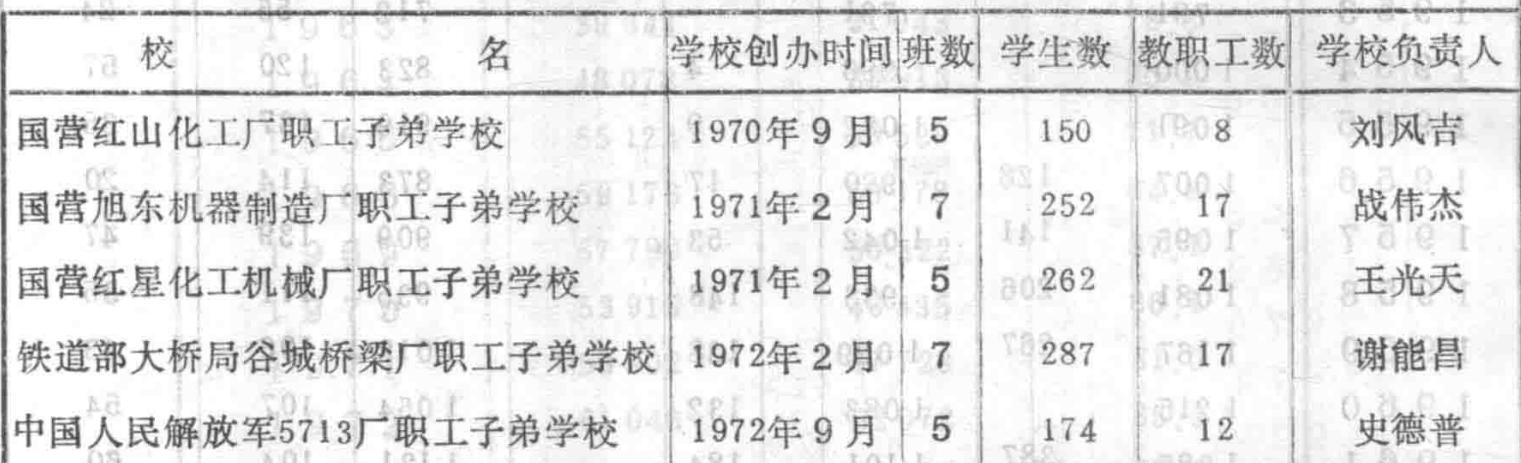 校 名 学校创办时间 班数 学生数 教职工数 学校负责人
国营红山化工厂职工子弟学校 1970年9月 5 150 8 刘风吉
国营旭东机器制造厂职工子弟学校 1971年2月 7 252 17 战伟杰
国营红星化工机械厂职工子弟学校 1971年2月 5 262 21 王光天
铁道部大桥局谷城桥梁厂职工子弟学校 1972年2月 7 287 17 谢能昌
中国人民解放军5713厂职工子弟学校 1972年9月 5 174 12 史德普